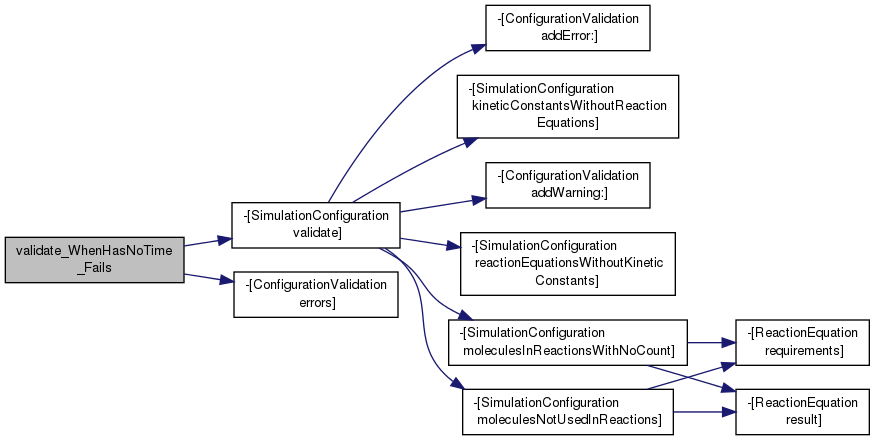 validate_WhenHasNoTime
_Fails
-[SimulationConfiguration
validate]
-[ConfigurationValidation
errors]
-[ConfigurationValidation
addError:]
-[SimulationConfiguration
kineticConstantsWithoutReaction
Equations]
-[ConfigurationValidation
addWarning:]
-[SimulationConfiguration
reactionEquationsWithoutKinetic
Constants]
-[SimulationConfiguration
moleculesInReactionsWithNoCount]
-[SimulationConfiguration
moleculesNotUsedInReactions]
-[ReactionEquation
requirements]
-[ReactionEquation
result]